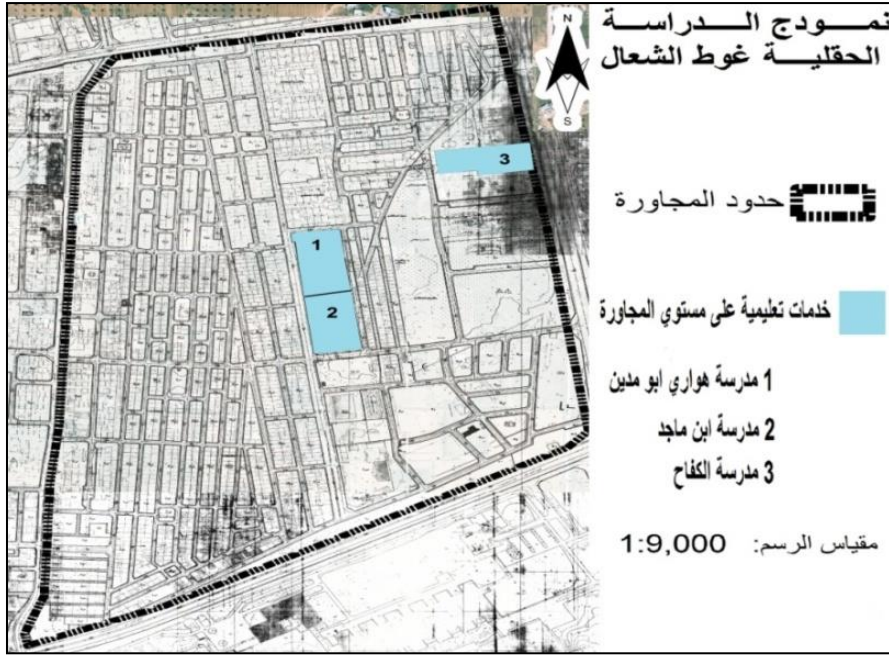 نمـــودج الـــدراســـة
الحقليـــة غوط الشعال
N
S
حدود المجاورة
خدمات تعليمية على مستوي المجاورة
1 مدرسة هواري ابو مدين
2 مدرسة ابن ماجد
3 مدرسة الكفاح
مقياس الرسم: 1:9,000
3
1
2